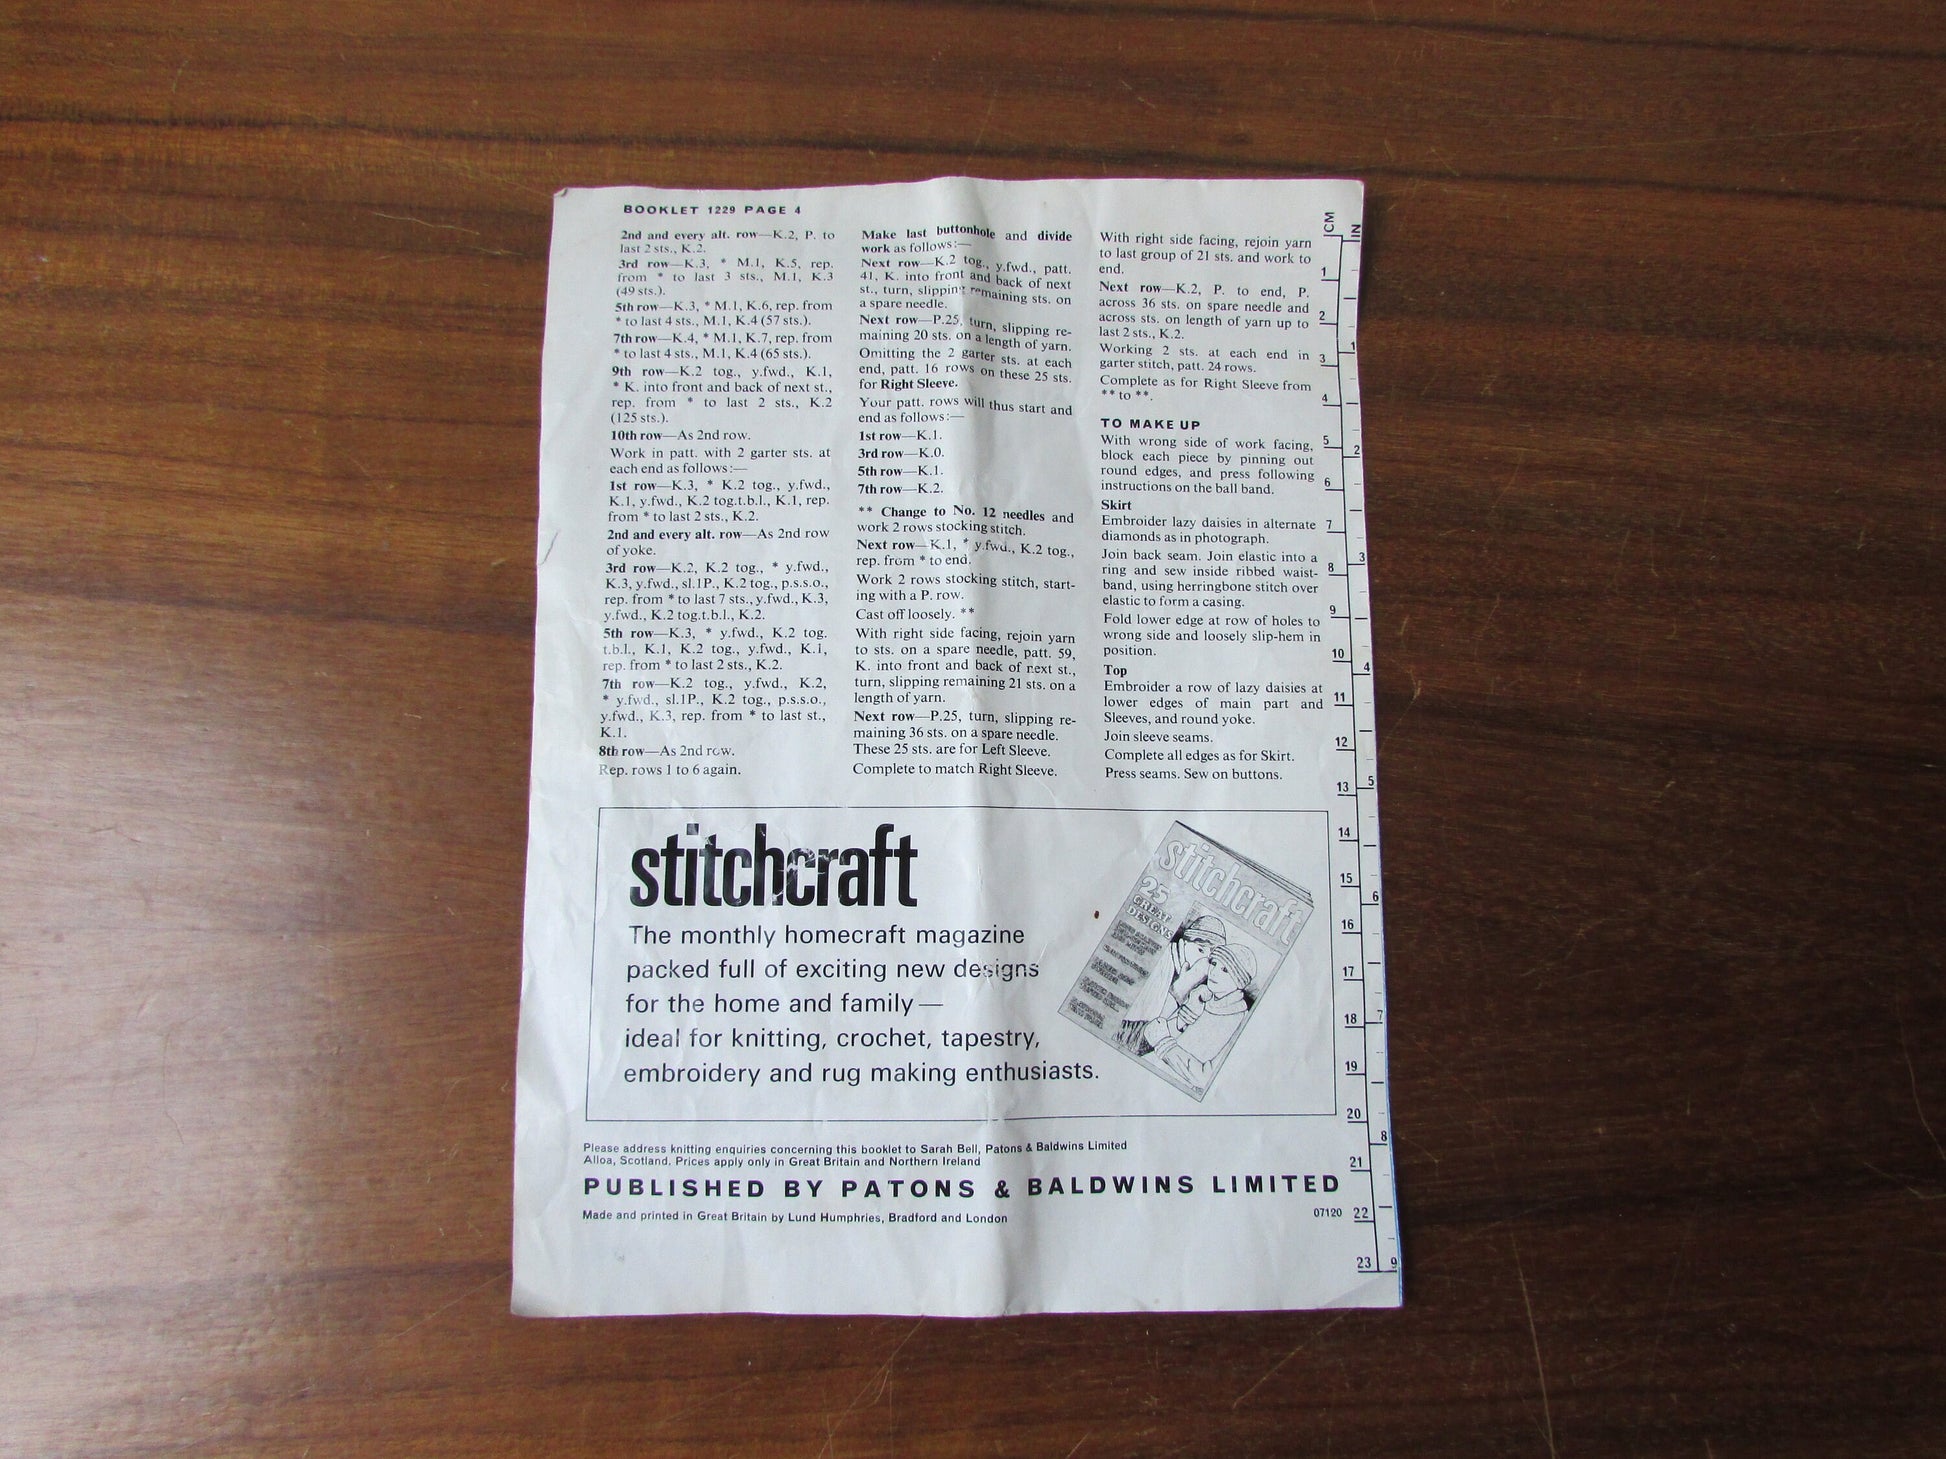 BOOKLET 1229 PAGE 4
2nd and every alt. row—K.2, P. to
last 2 sts., K.2.
3rd row—K.3, * M.1, K.5, rep.
from * to last 3 sts., M.1, K.3
(49 sts.).
5th row—K.3, * M.1, K.6, rep. from
* to last 4 sts., M.1, K.4 (57 sts.).
7th row—K.4, * M.1, K.7, rep. from
* to last 4 sts., M.1, K.4 (65 sts.).
9th row—K.2 tog., y.fwd., K.1,
* K. into front and back of next st.,
rep. from * to last 2 sts., K.2
(125 sts.).
10th row—As 2nd row.
Work in patt. with 2 garter sts. at
each end as follows:—
1st row—K.3, * K.2 tog., y.fwd.,
K.1, y.fwd., K.2 tog.t.b.l., K.1, rep.
from * to last 2 sts., K.2.
2nd and every alt. row—As 2nd row
of yoke.
3rd row—K.2, K.2 tog., * y.fwd.,
K.3, y.fwd., sl.1P., K.2 tog., p.s.s.o.,
rep. from * to last 7 sts., y.fwd., K.3,
y.fwd., K.2 tog.t.b.l., K.2.
5th row—K.3, * y.fwd., K.2 tog.
t.b.l., K.1, K.2 tog., y.fwd., K.1,
rep. from * to last 2 sts., K.2.
7th row—K.2 tog., y.fwd., K.2,
* y.fwd., sl.1P., K.2 tog., p.s.s.o.,
y.fwd., K.3, rep. from * to last st.,
K.1.
8th row—As 2nd row.
Rep. rows 1 to 6 again.
Make last buttonhole and divide
work as follows:—
Next row—K.2 tog., y.fwd., patt.
41, K. into front and back of next
st., turn, slipping remaining sts. on
a spare needle.
Next row—P.25, turn, slipping re-
maining 20 sts. on a length of yarn.
Omitting the 2 garter sts. at each
end, patt. 16 rows on these 25 sts.
for Right Sleeve.
Your patt. rows will thus start and
end as follows:—
1st row—K.1.
3rd row—K.0.
5th row—K.1.
7th row—K.2.
** Change to No. 12 needles and
work 2 rows stocking stitch.
Next row—K.1, * y.fwd., K.2 tog.,
rep. from * to end.
Work 2 rows stocking stitch, start-
ing with a P. row.
Cast off loosely. **
With right side facing, rejoin yarn
to sts. on a spare needle, patt. 59,
K. into front and back of next st.,
turn, slipping remaining 21 sts. on a
length of yarn.
Next row—P.25, turn, slipping re-
maining 36 sts. on a spare needle.
These 25 sts. are for Left Sleeve.
Complete to match Right Sleeve.
With right side facing, rejoin yarn
to last group of 21 sts. and work to
end.
Next row—K.2, P. to end, P.
across 36 sts. on spare needle and
across sts. on length of yarn up to
last 2 sts., K.2.
Working 2 sts. at each end in
garter stitch, patt. 24 rows.
Complete as for Right Sleeve from
** to **.
TO MAKE UP
With wrong side of work facing,
block each piece by pinning out
round edges, and press following
instructions on the ball band.
Skirt
Embroider lazy daisies in alternate
diamonds as in photograph.
Join back seam. Join elastic into a
ring and sew inside ribbed waist-
band, using herringbone stitch over
elastic to form a casing.
Fold lower edge at row of holes to
wrong side and loosely slip-hem in
position.
Top
Embroider a row of lazy daisies at
lower edges of main part and
Sleeves, and round yoke.
Join sleeve seams.
Complete all edges as for Skirt.
Press seams. Sew on buttons.
CM
1
2
3
4
5
6
7
8
9
10
11
12
13
14
15
16
17
18
19
20
21
22
23
IN
1
2
3
4
5
6
7
8
9
stitchcraft
The monthly homecraft magazine
packed full of exciting new designs
for the home and family—
ideal for knitting, crochet, tapestry,
embroidery and rug making enthusiasts.
stitchcraft
25
GREAT
DESIGNS
Please address knitting enquiries concerning this booklet to Sarah Bell, Patons & Baldwins Limited
Alloa, Scotland. Prices apply only in Great Britain and Northern Ireland
PUBLISHED BY PATONS & BALDWINS LIMITED
Made and printed in Great Britain by Lund Humphries, Bradford and London
07120